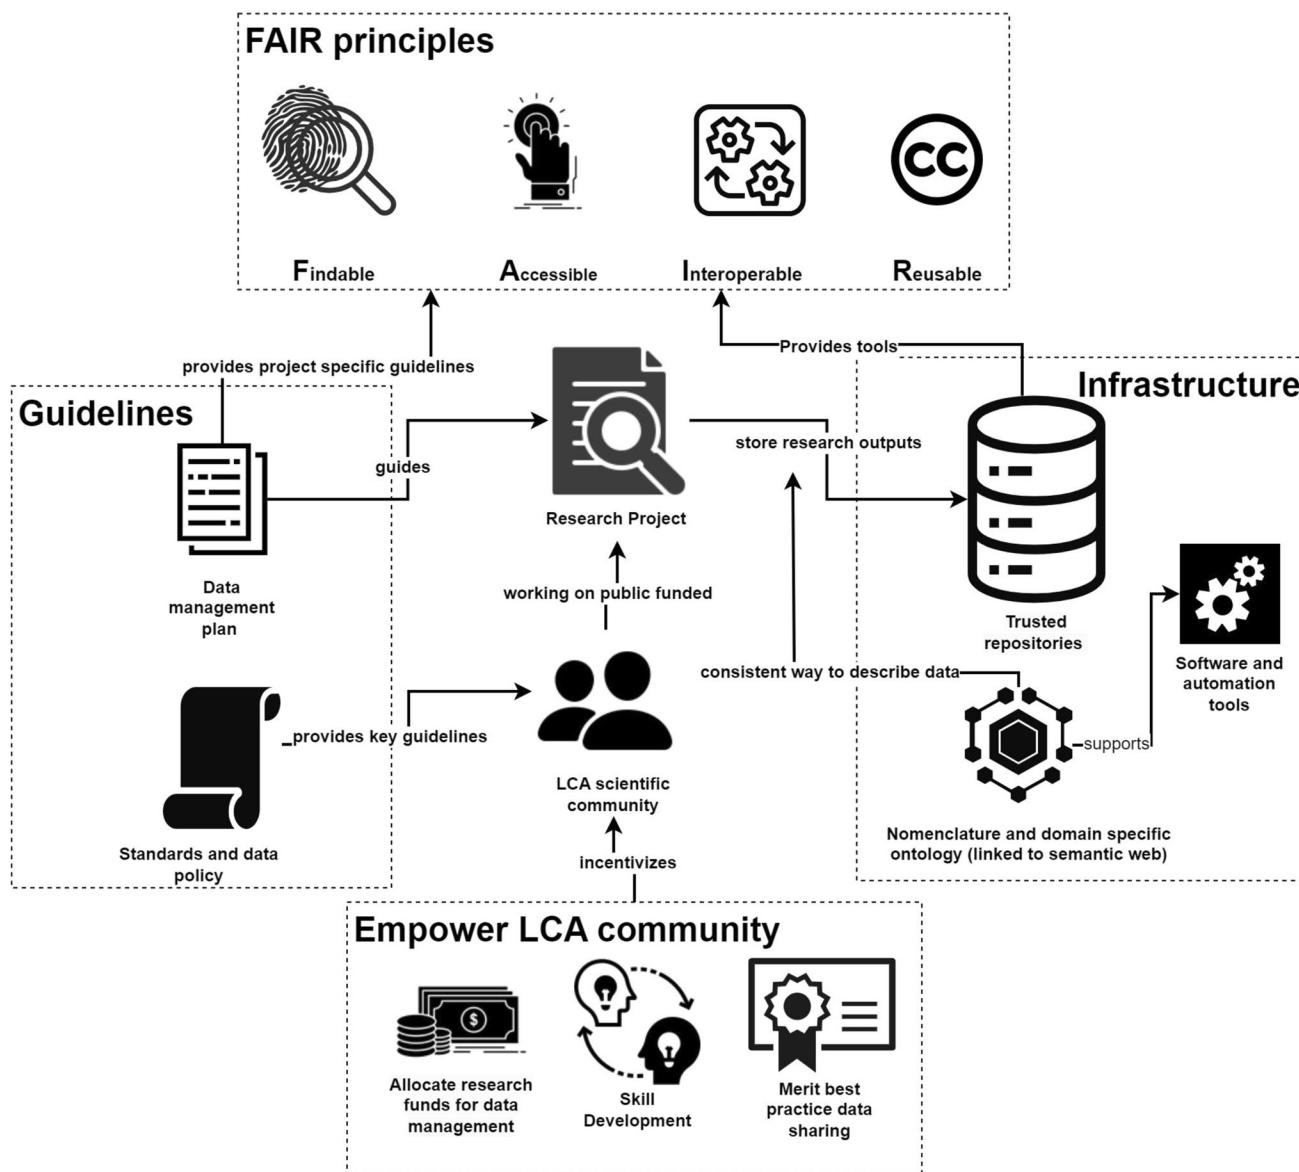 FAIR principles
Findable
Accessible
Interoperable
Reusable
provides project specific guidelines
Provides tools
Guidelines
Infrastructure
guides
store research outputs
Research Project
Data
management
plan
working on public funded
Trusted
repositories
Software and
automation
tools
consistent way to describe data
provides key guidelines
supports
LCA scientific
community
Standards and data
policy
Nomenclature and domain specific
ontology (linked to semantic web)
incentivizes
Empower LCA community
$
Allocate research
funds for data
management
Skill
Development
Merit best
practice data
sharing
CC